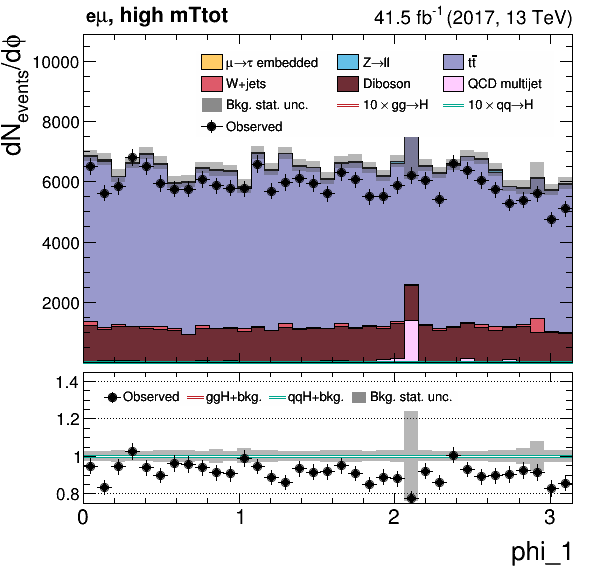 eμ, high mTtot 41.5 fb⁻¹ (2017, 13 TeV)
dN_events/dϕ
10000
8000
6000
4000
2000
μ→τ embedded Z→ll tt̄
W+jets Diboson QCD multijet
Bkg. stat. unc. 10 × gg→H 10 × qq→H
Observed
1.4
1.2
1
0.8
Observed ggH+bkg. qqH+bkg. Bkg. stat. unc.
0 1 2 3
phi_1